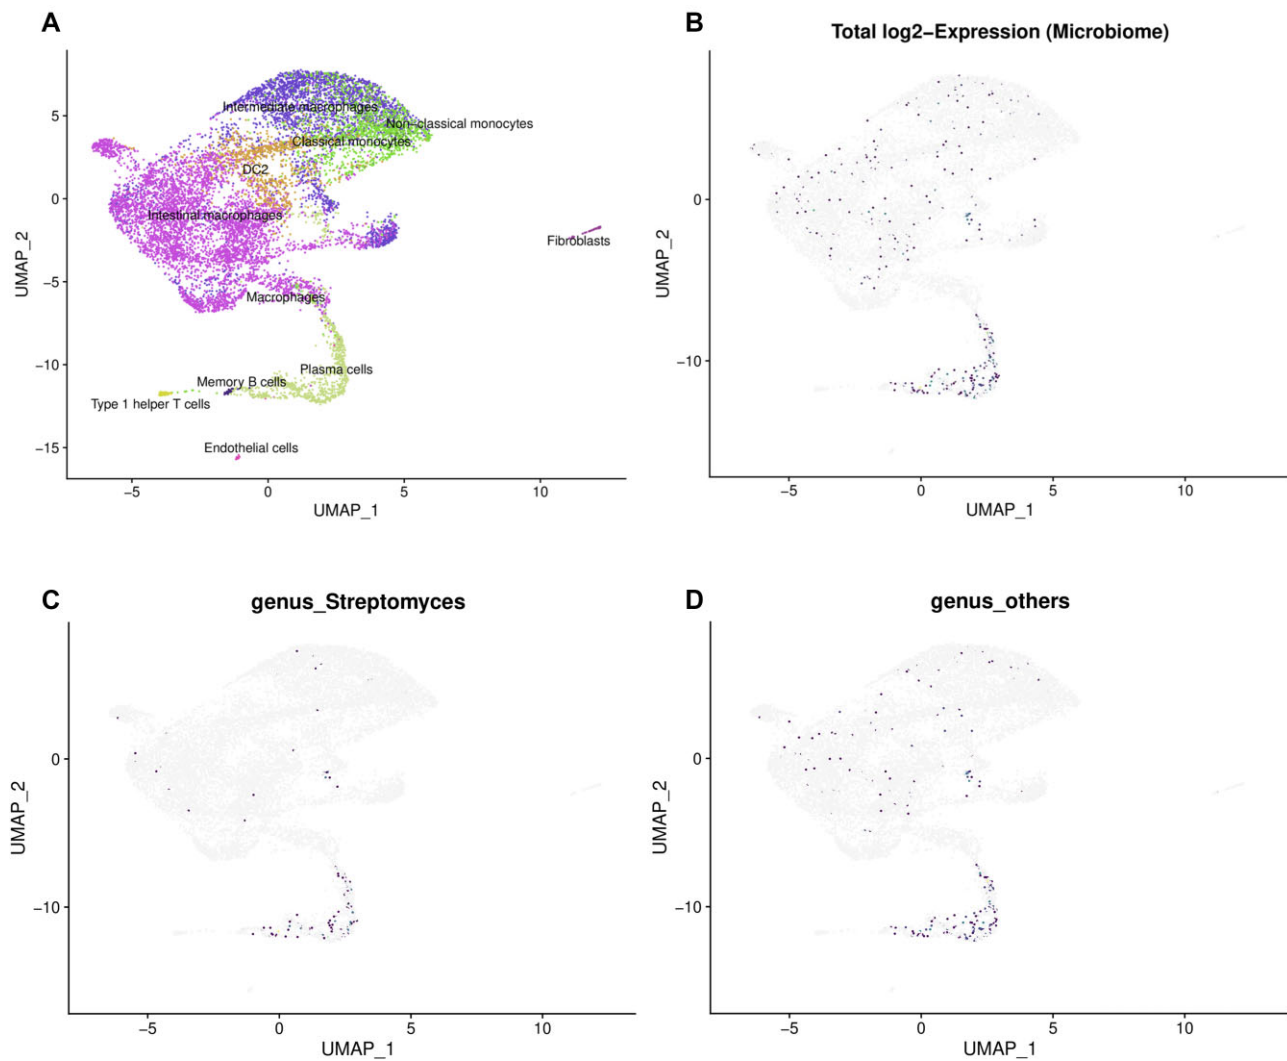 A
5
0
−5
−10
−15
UMAP_2
Intermediate macrophages
Non−classical monocytes
Classical monocytes
DC2
Intestinal macrophages
Fibroblasts
Macrophages
Plasma cells
Memory B cells
Type 1 helper T cells
Endothelial cells
−5 0 5 10
UMAP_1
B
Total log2−Expression (Microbiome)
0
−10
UMAP_2
−5 0 5 10
UMAP_1
C
genus_Streptomyces
0
−10
UMAP_2
−5 0 5 10
UMAP_1
D
genus_others
0
−10
UMAP_2
−5 0 5 10
UMAP_1